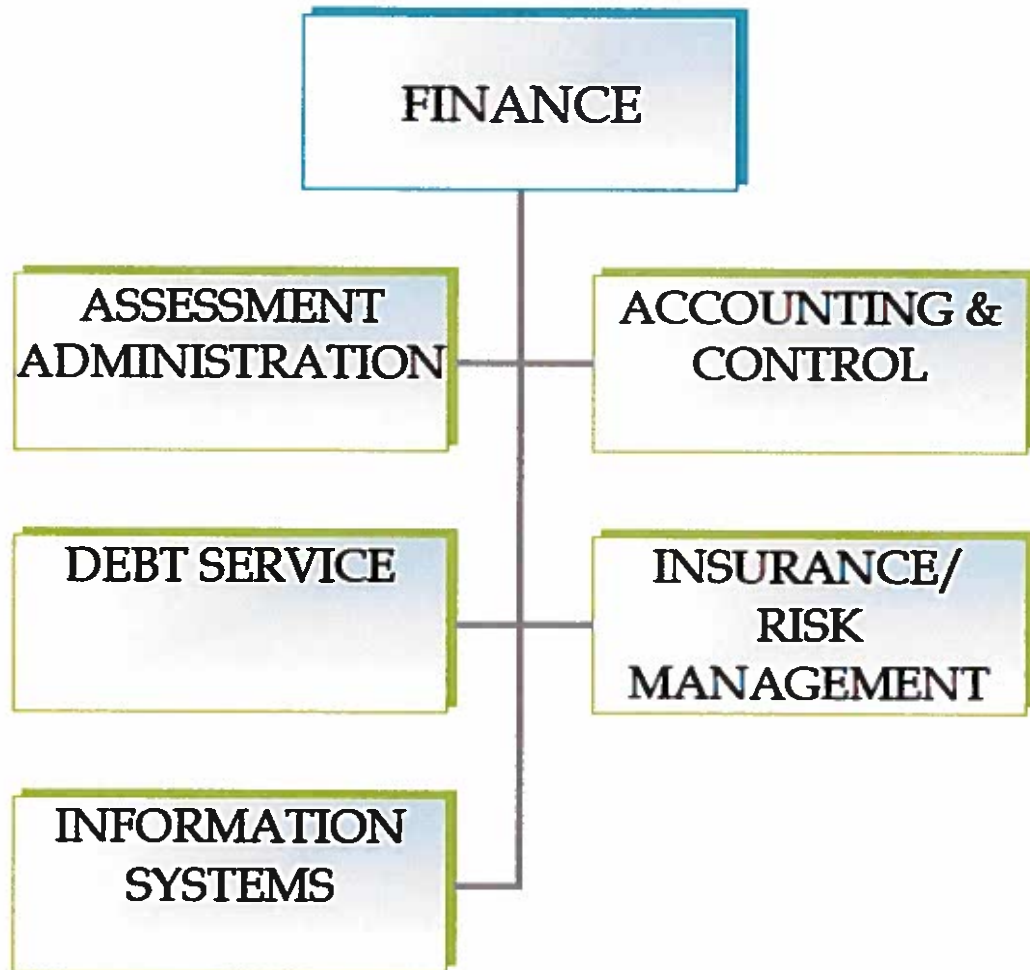 FINANCE
ASSESSMENT
ADMINISTRATION
ACCOUNTING &
CONTROL
DEBT SERVICE
INSURANCE/
RISK
MANAGEMENT
INFORMATION
SYSTEMS